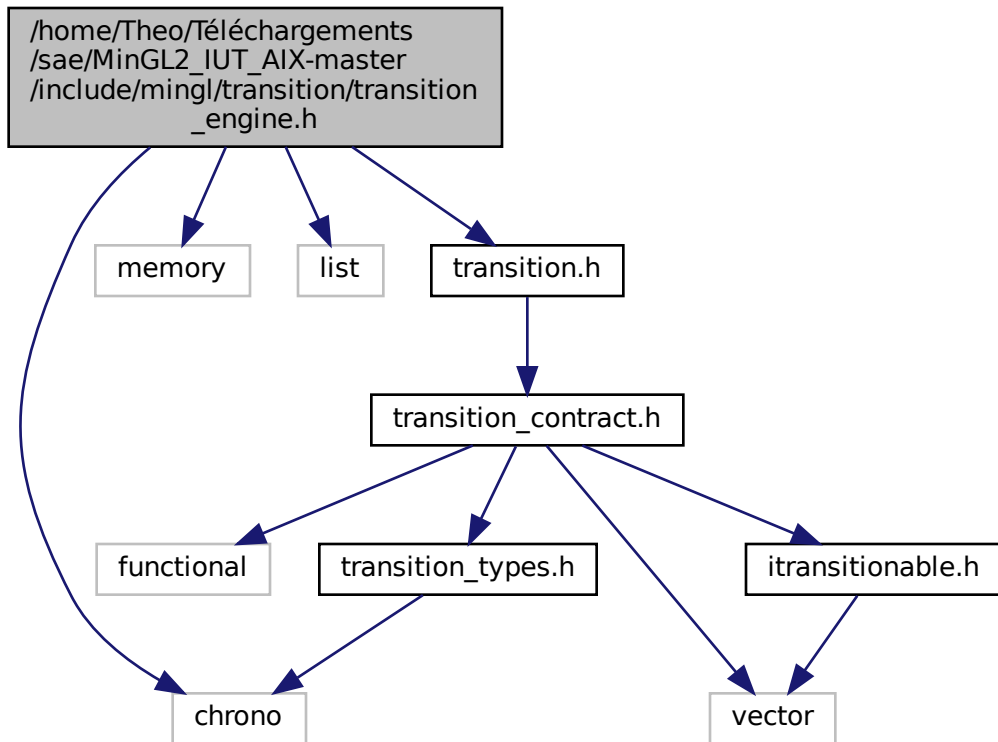 /home/Theo/Téléchargements
/sae/MinGL2_IUT_AIX-master
/include/mingl/transition/transition
_engine.h
memory
list
transition.h
transition_contract.h
functional
transition_types.h
itransitionable.h
chrono
vector